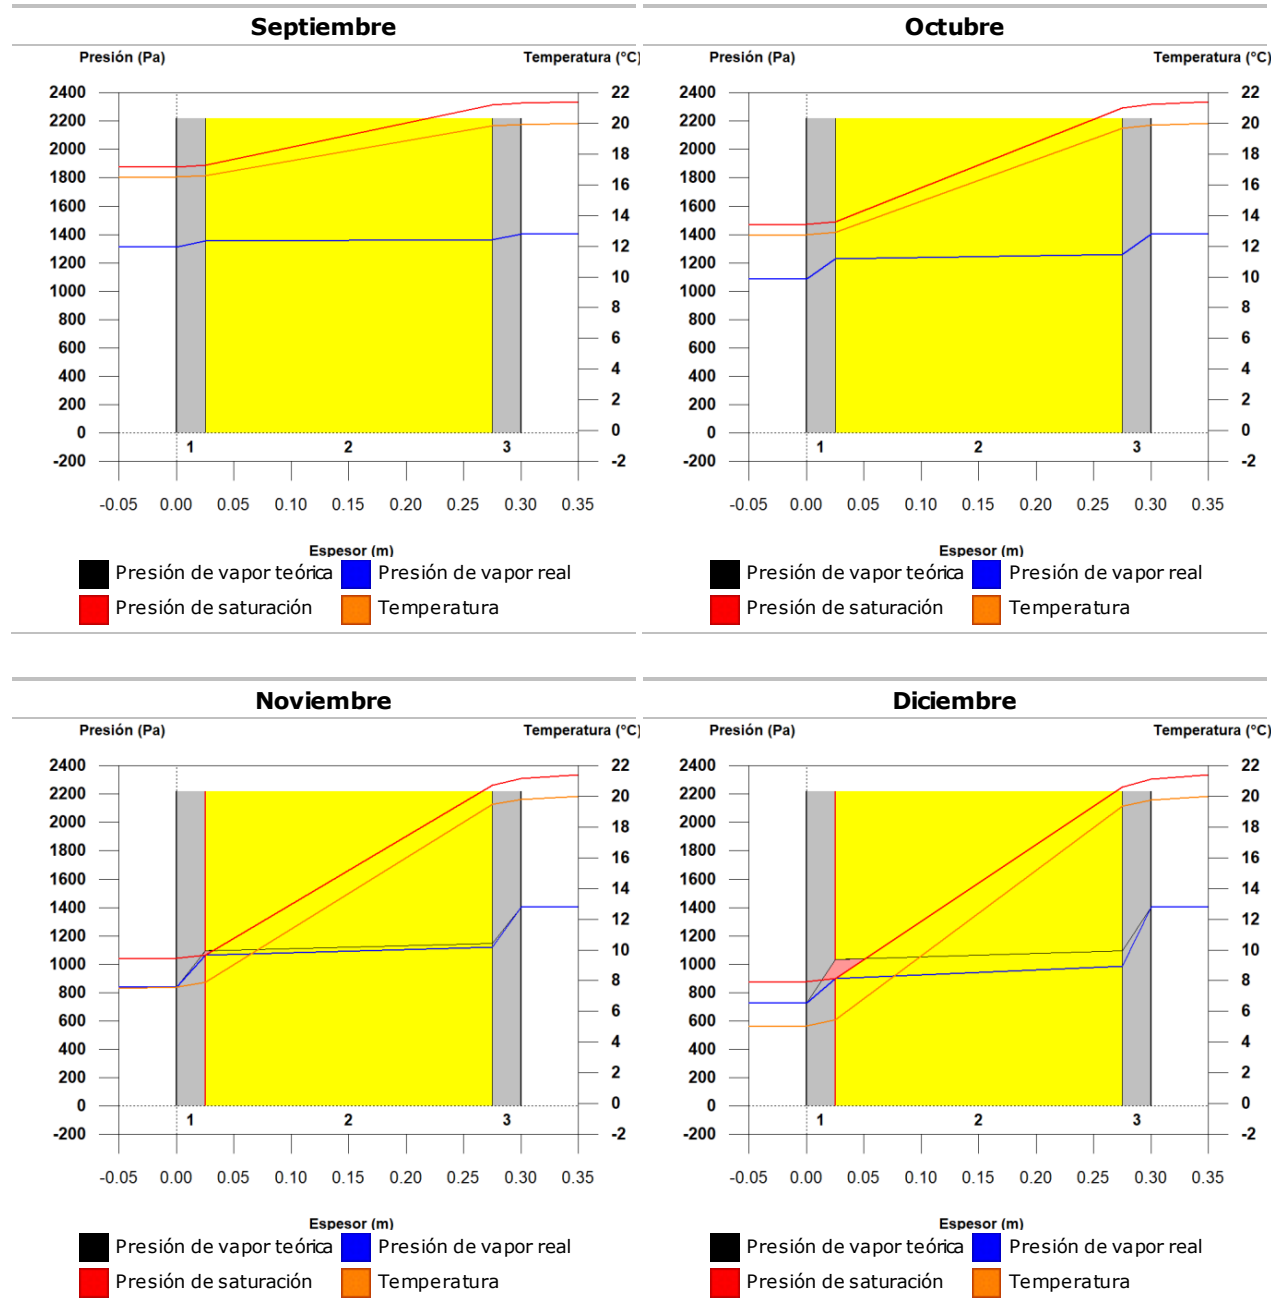 Septiembre
Presión (Pa) Temperatura (°C)
2400 22
2200 20
2000 18
1800 16
1600 14
1400 12
1200 10
1000 8
800 6
600 4
400 2
200 0
0 -2
-200
1 2 3
-0.05 0.00 0.05 0.10 0.15 0.20 0.25 0.30 0.35
Espesor (m)
Presión de vapor teórica Presión de vapor real
Presión de saturación Temperatura
Octubre
Presión (Pa) Temperatura (°C)
2400 22
2200 20
2000 18
1800 16
1600 14
1400 12
1200 10
1000 8
800 6
600 4
400 2
200 0
0 -2
-200
1 2 3
-0.05 0.00 0.05 0.10 0.15 0.20 0.25 0.30 0.35
Espesor (m)
Presión de vapor teórica Presión de vapor real
Presión de saturación Temperatura
Noviembre
Presión (Pa) Temperatura (°C)
2400 22
2200 20
2000 18
1800 16
1600 14
1400 12
1200 10
1000 8
800 6
600 4
400 2
200 0
0 -2
-200
1 2 3
-0.05 0.00 0.05 0.10 0.15 0.20 0.25 0.30 0.35
Espesor (m)
Presión de vapor teórica Presión de vapor real
Presión de saturación Temperatura
Diciembre
Presión (Pa) Temperatura (°C)
2400 22
2200 20
2000 18
1800 16
1600 14
1400 12
1200 10
1000 8
800 6
600 4
400 2
200 0
0 -2
-200
1 2 3
-0.05 0.00 0.05 0.10 0.15 0.20 0.25 0.30 0.35
Espesor (m)
Presión de vapor teórica Presión de vapor real
Presión de saturación Temperatura